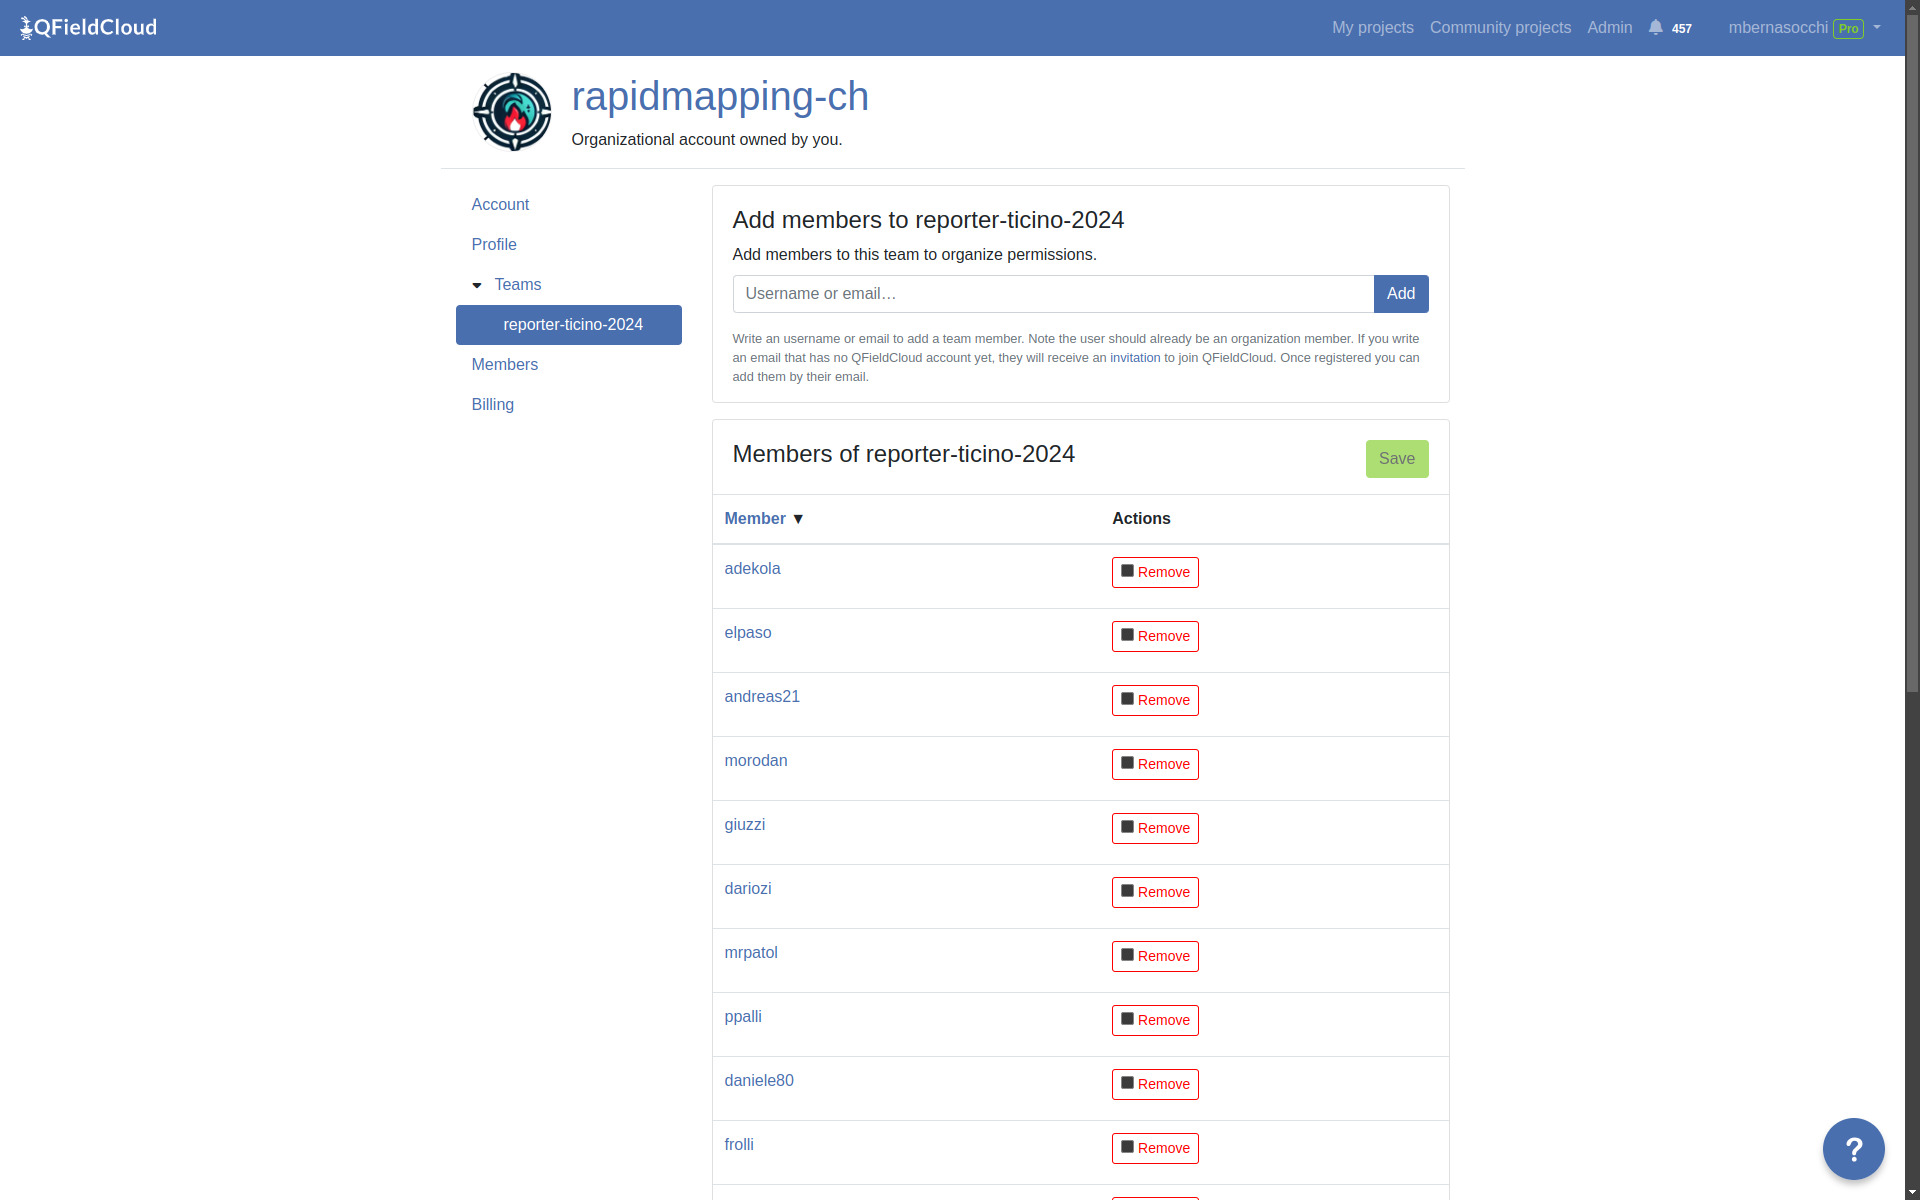 QFieldCloud
My projects Community projects Admin 457 mbernasocchi Pro
rapidmapping-ch
Organizational account owned by you.
Account
Profile
Teams
reporter-ticino-2024
Members
Billing
Add members to reporter-ticino-2024
Add members to this team to organize permissions.
Username or email…
Add
Write an username or email to add a team member. Note the user should already be an organization member. If you write
an email that has no QFieldCloud account yet, they will receive an invitation to join QFieldCloud. Once registered you can
add them by their email.
Members of reporter-ticino-2024
Save
Member ▼ Actions
adekola Remove
elpaso Remove
andreas21 Remove
morodan Remove
giuzzi Remove
dariozi Remove
mrpatol Remove
ppalli Remove
daniele80 Remove
frolli Remove
?